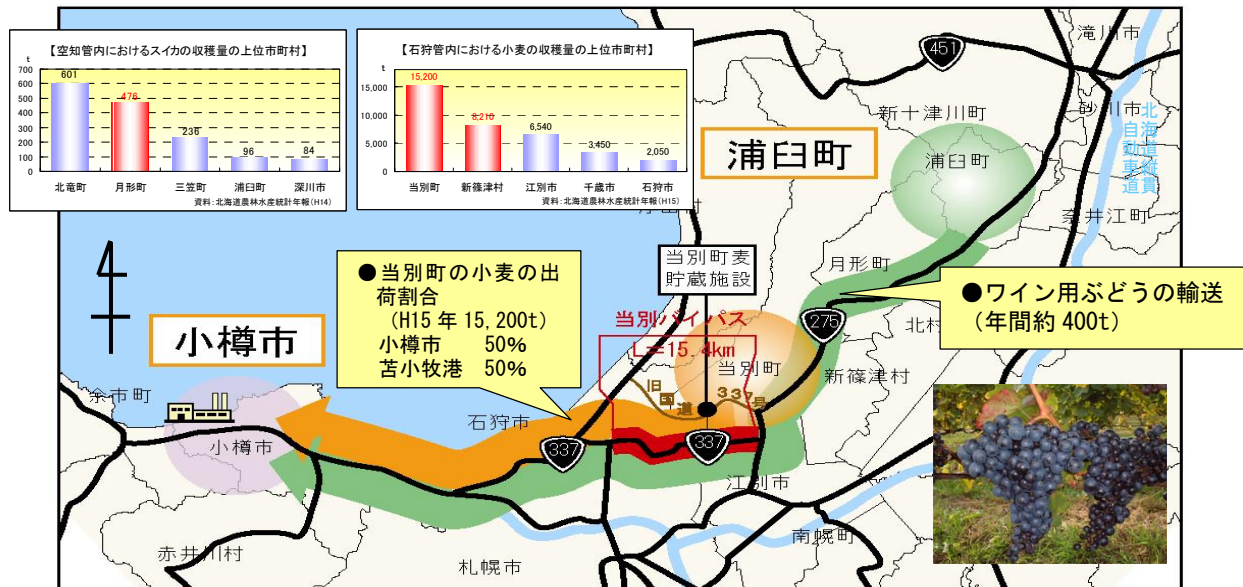 【空知管内におけるスイカの収穫量の上位市町村】
t
700
600
500
400
300
200
100
0
601
476
236
96
84
北竜町
月形町
三笠町
浦臼町
深川市
資料:北海道農林水産統計年報(H14)
【石狩管内における小麦の収穫量の上位市町村】
t
15,000
10,000
5,000
0
15,200
8,210
6,540
3,450
2,050
当別町
新篠津村
江別市
千歳市
石狩市
資料:北海道農林水産統計年報(H15)
451
滝川市
新十津川町
砂川市
北海道縦貫
自動車道
浦臼町
浦臼町
奈井江町
月形町
当別町麦
貯蔵施設
●当別町の小麦の出
荷割合
(H15年15,200t)
小樽市 50%
苫小牧港 50%
●ワイン用ぶどうの輸送
(年間約400t)
275
北村
当別バイパス
L=15.4km
当別町
新篠津村
旧国道337号
小樽市
余市町
小樽市
石狩市
337
337
江別市
南幌町
赤井川村
札幌市